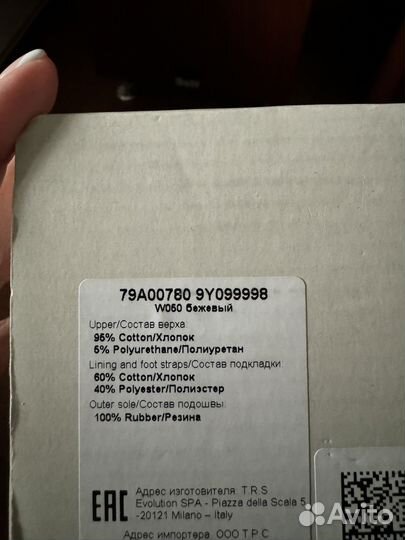 79A00780 9Y099998
W050 бежевый
Upper/Состав верха:
95% Cotton/Хлопок
5% Polyurethane/Полиуретан
Lining and foot straps/Состав подкладки:
60% Cotton/Хлопок
40% Polyester/Полиэстер
Outer sole/Состав подошвы:
100% Rubber/Резина
EAC
Адрес изготовителя: T.R.S
Evolution SPA - Piazza della Scala 5
-20121 Milano – Italy
Адрес импортера: ООО Т.Р.С
Avito